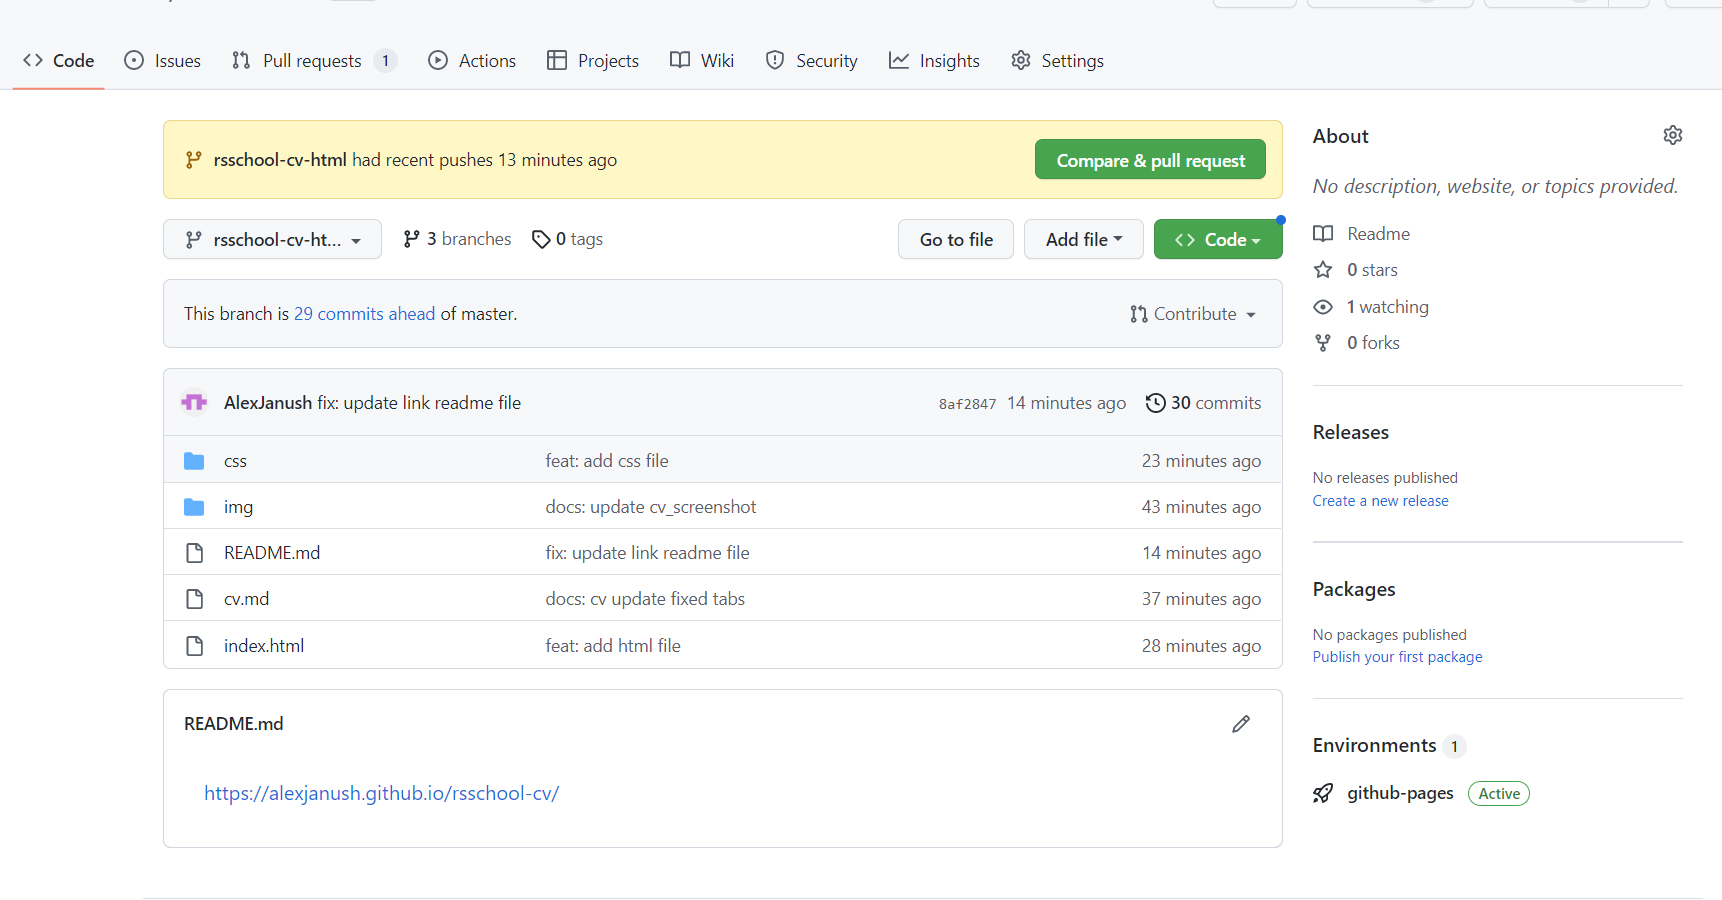 Code Issues Pull requests 1 Actions Projects Wiki Security Insights Settings
rsschool-cv-html had recent pushes 13 minutes ago Compare & pull request
rsschool-cv-ht... 3 branches 0 tags Go to file Add file Code
This branch is 29 commits ahead of master. Contribute
AlexJanush fix: update link readme file 8af2847 14 minutes ago 30 commits
css feat: add css file 23 minutes ago
img docs: update cv_screenshot 43 minutes ago
README.md fix: update link readme file 14 minutes ago
cv.md docs: cv update fixed tabs 37 minutes ago
index.html feat: add html file 28 minutes ago
README.md
https://alexjanush.github.io/rsschool-cv/
About
No description, website, or topics provided.
Readme
0 stars
1 watching
0 forks
Releases
No releases published
Create a new release
Packages
No packages published
Publish your first package
Environments 1
github-pages Active